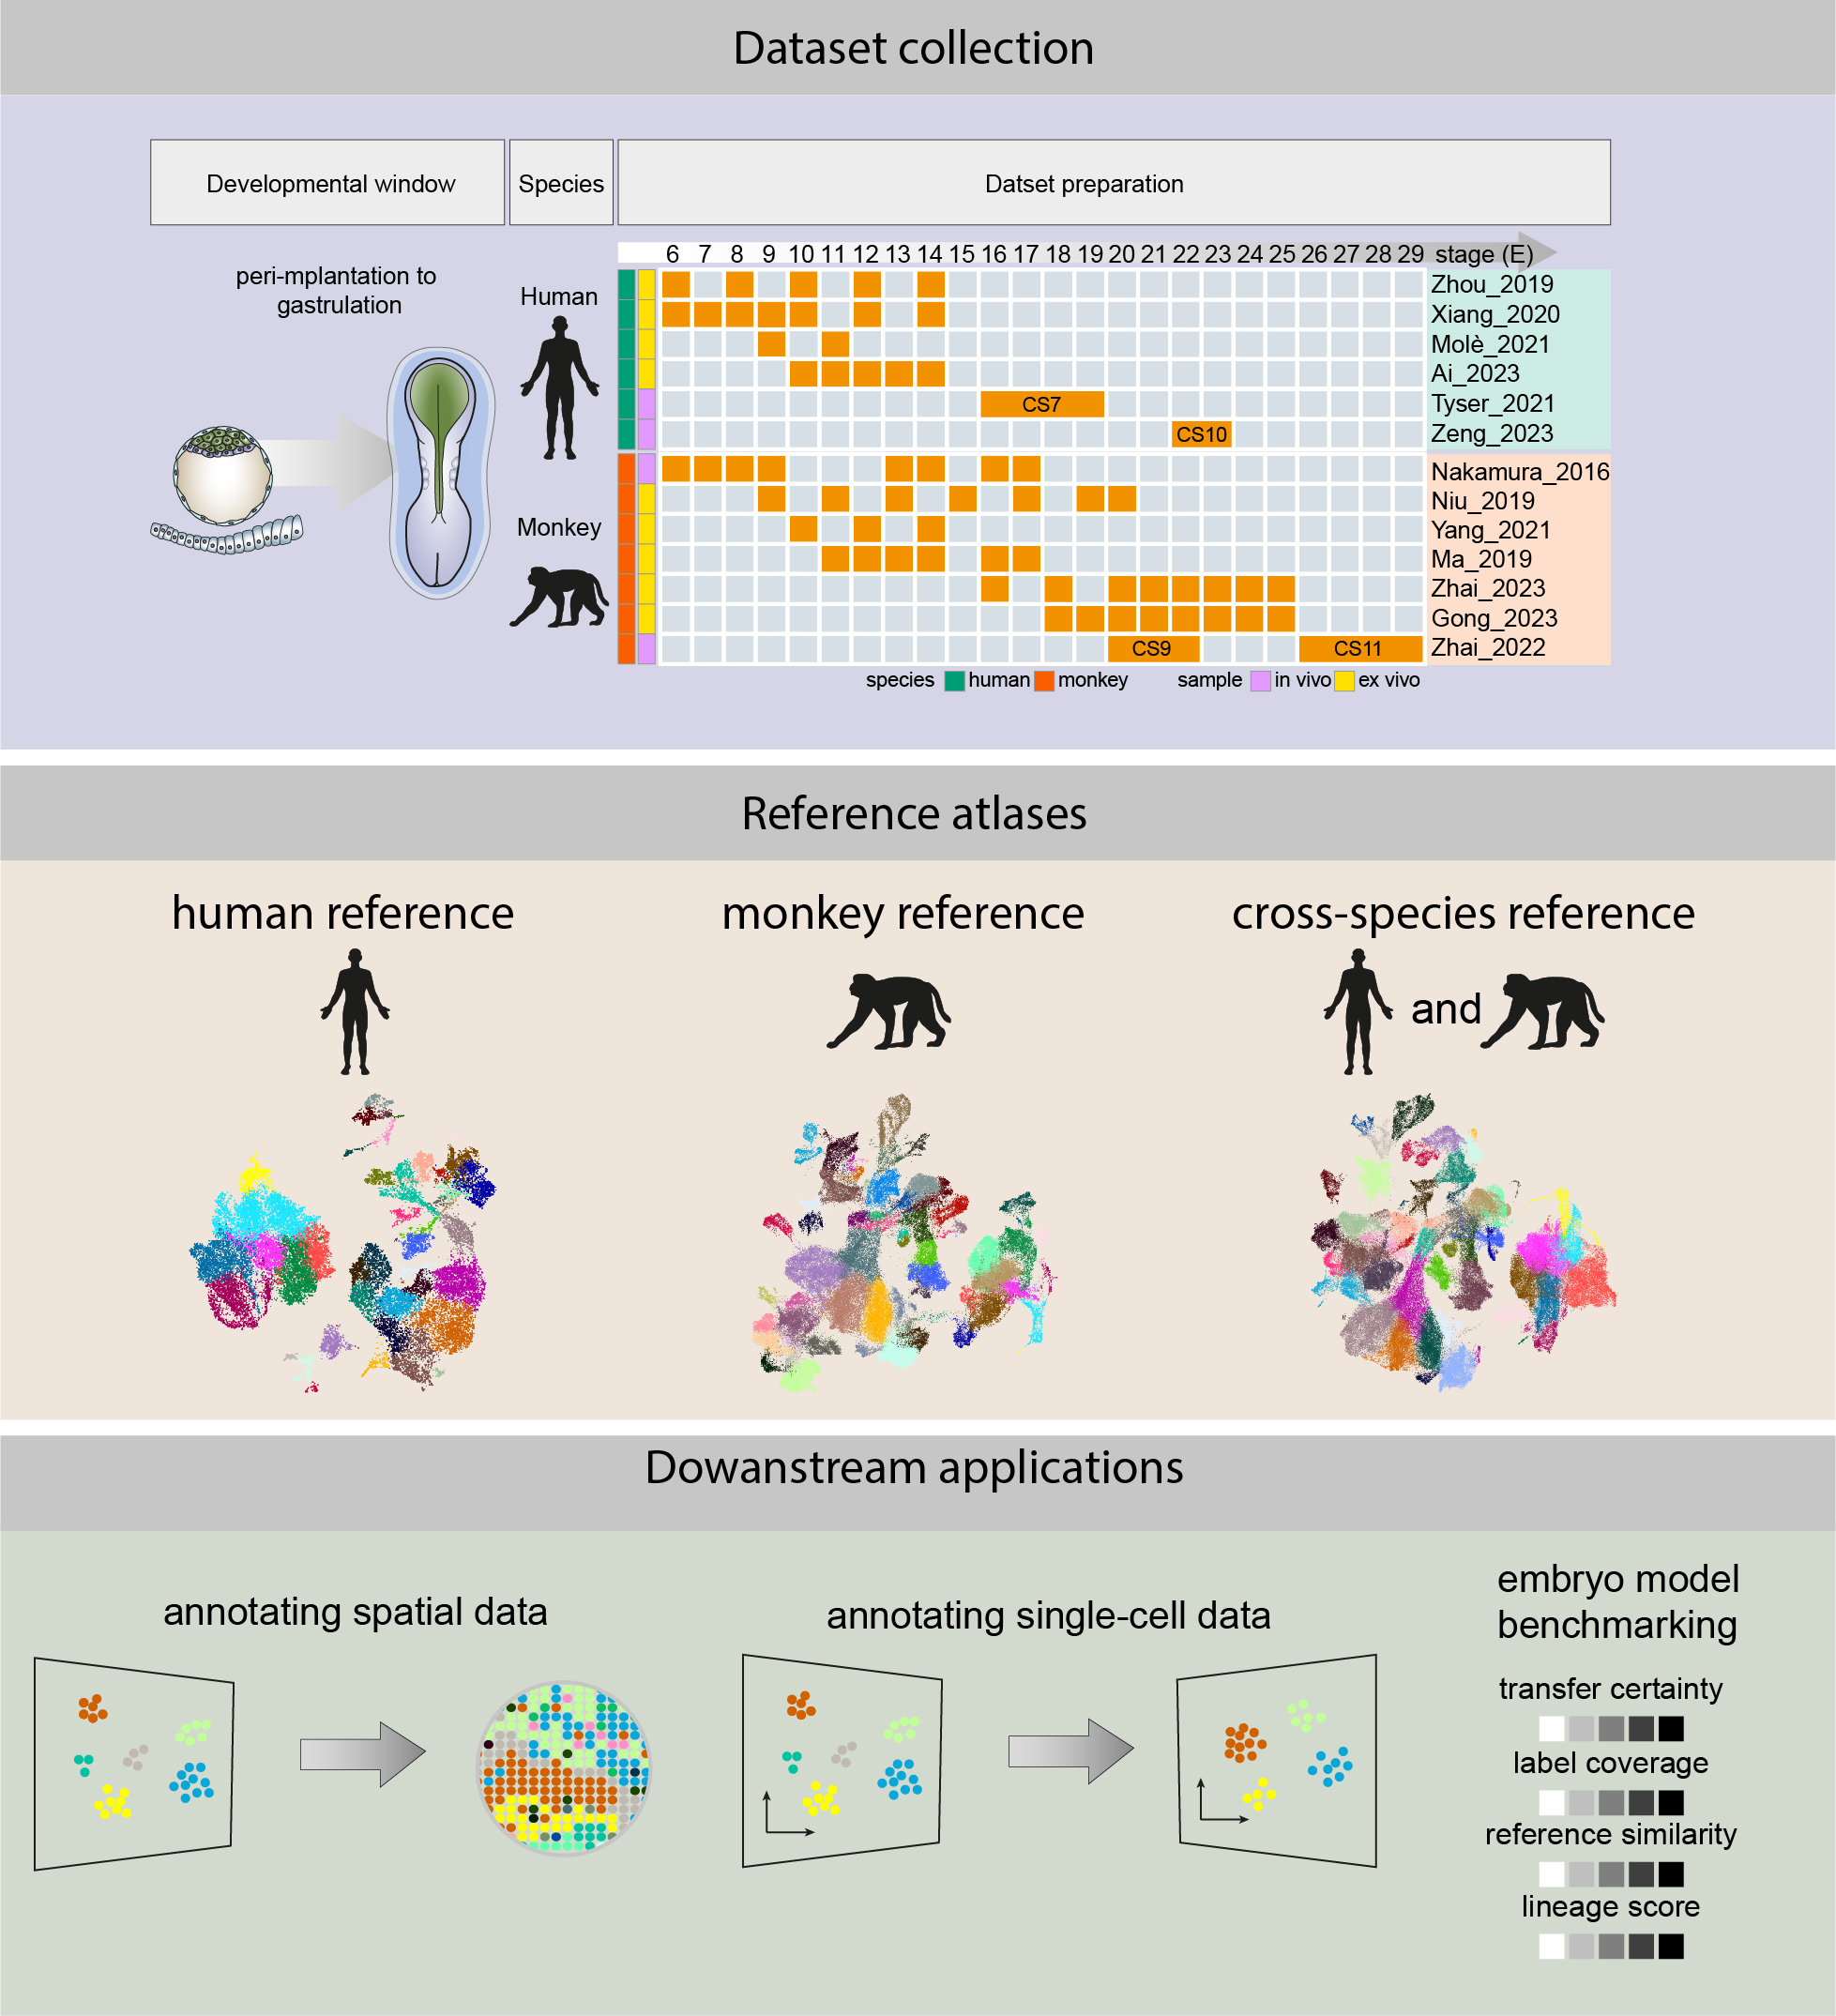 Dataset collection
Developmental window
Species
Datset preparation
6 7 8 9 10 11 12 13 14 15 16 17 18 19 20 21 22 23 24 25 26 27 28 29 stage (E)
peri-mplantation to
gastrulation
Human
Monkey
Zhou_2019
Xiang_2020
Molè_2021
Ai_2023
CS7 Tyser_2021
CS10 Zeng_2023
Nakamura_2016
Niu_2019
Yang_2021
Ma_2019
Zhai_2023
Gong_2023
CS9 CS11 Zhai_2022
species human monkey sample in vivo ex vivo
Reference atlases
human reference
monkey reference
cross-species reference
and
Dowanstream applications
annotating spatial data
annotating single-cell data
embryo model
benchmarking
transfer certainty
label coverage
reference similarity
lineage score